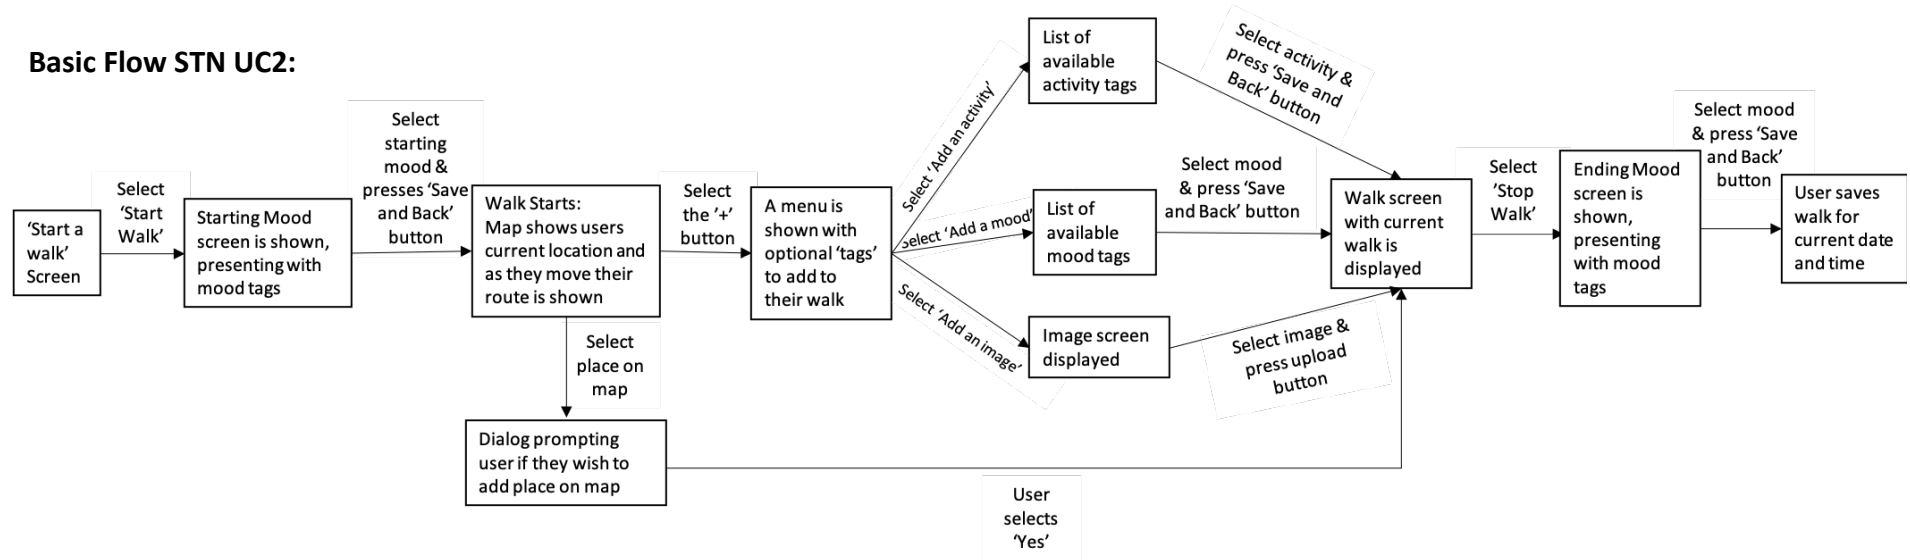 Basic Flow STN UC2:
‘Start a
walk’
Screen
Select
‘Start
Walk’
Starting Mood
screen is shown,
presenting with
mood tags
Select
starting
mood &
presses ‘Save
and Back’
button
Walk Starts:
Map shows users
current location and
as they move their
route is shown
Select
the ’+’
button
A menu is
shown with
optional ‘tags’
to add to
their walk
Select ‘Add an activity’
List of
available
activity tags
Select activity &
press ‘Save and
Back’ button
Select ‘Add a mood’
List of
available
mood tags
Select mood
& press ‘Save
and Back’ button
Select ‘Add an image’
Image screen
displayed
Select image &
press upload
button
Select
place on
map
Dialog prompting
user if they wish to
add place on map
User
selects
‘Yes’
Walk screen
with current
walk is
displayed
Select
’Stop
Walk’
Ending Mood
screen is
shown,
presenting
with mood
tags
Select mood
& press ‘Save
and Back’
button
User saves
walk for
current date
and time